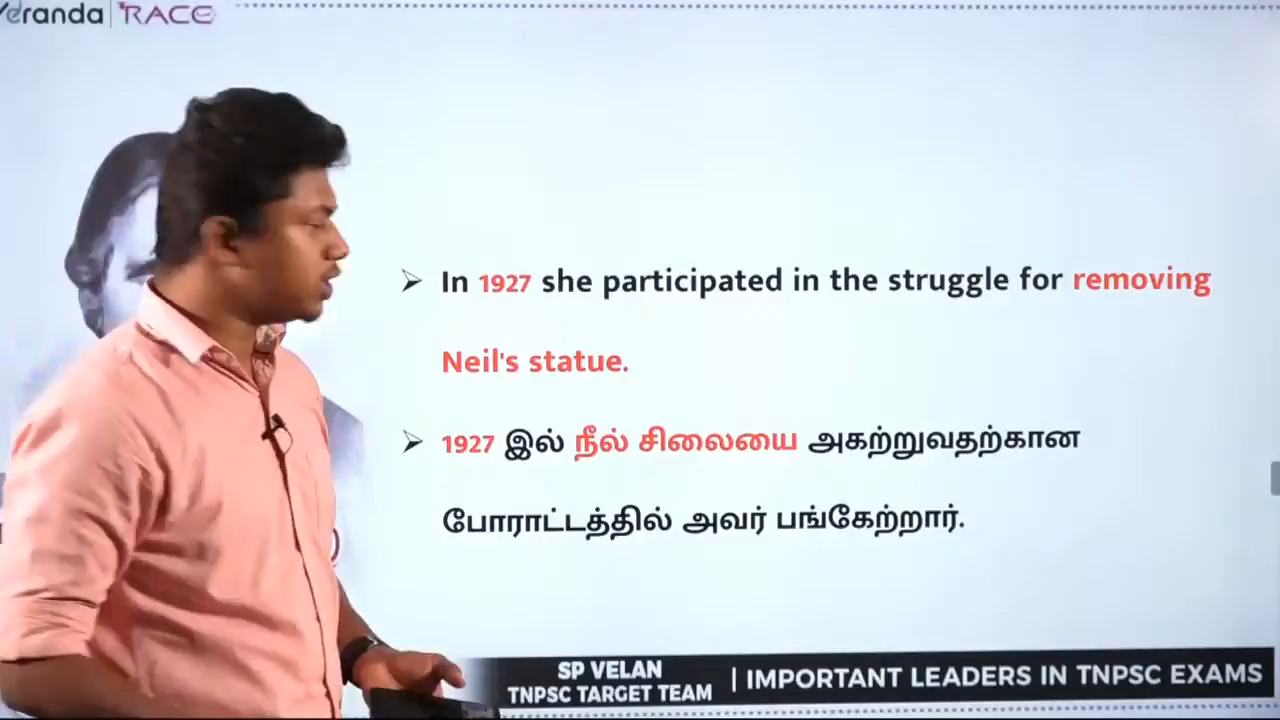 Veranda RACE
In 1927 she participated in the struggle for removing
Neil's statue.
1927 இல் நீல் சிலையை அகற்றுவதற்கான
போராட்டத்தில் அவர் பங்கேற்றார்.
SP VELAN
TNPSC TARGET TEAM
| IMPORTANT LEADERS IN TNPSC EXAMS